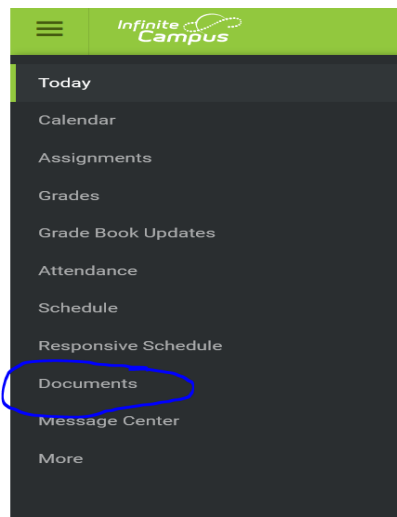 Infinite
Campus
Today
Calendar
Assignments
Grades
Grade Book Updates
Attendance
Schedule
Responsive Schedule
Documents
Message Center
More